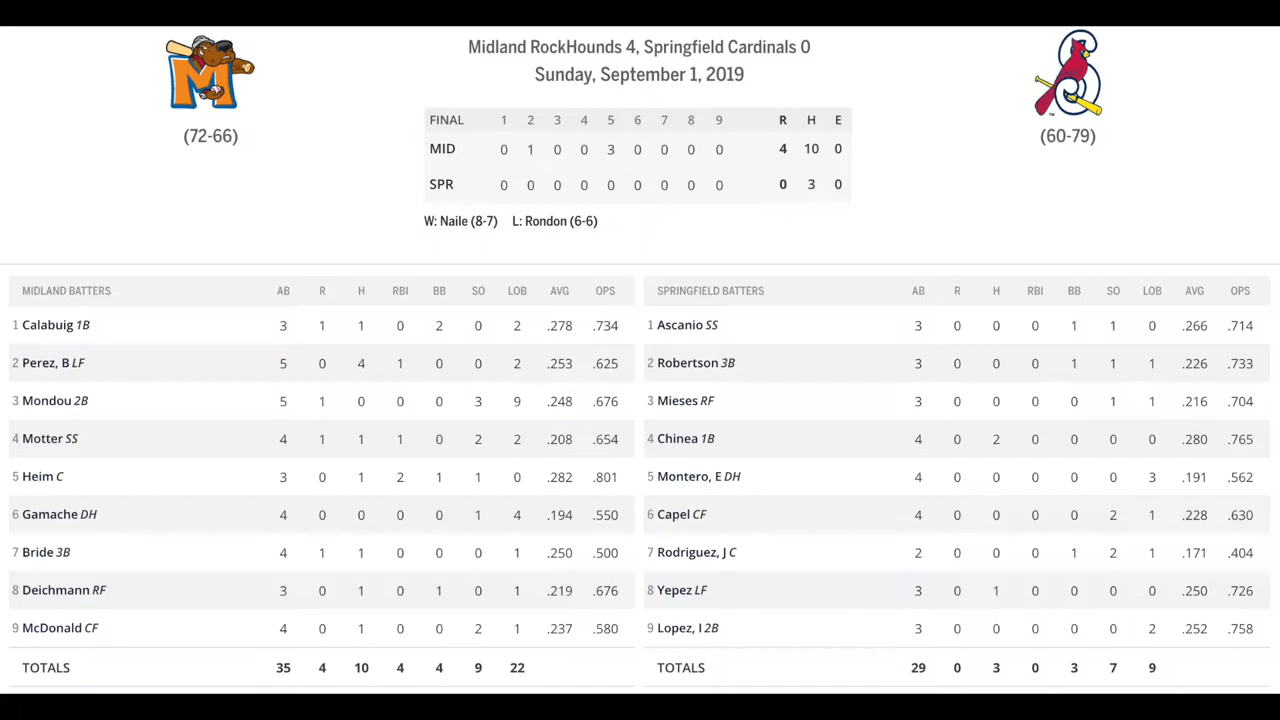 Midland RockHounds 4, Springfield Cardinals 0
Sunday, September 1, 2019
M
S
TM
(72-66)
(60-79)
FINAL 1 2 3 4 5 6 7 8 9 R H E
MID 0 1 0 0 3 0 0 0 0 4 10 0
SPR 0 0 0 0 0 0 0 0 0 0 3 0
W: Naile (8-7) L: Rondon (6-6)
MIDLAND BATTERS AB R H RBI BB SO LOB AVG OPS
1 Calabuig 1B 3 1 1 0 2 0 2 .278 .734
2 Perez, B LF 5 0 4 1 0 0 2 .253 .625
3 Mondou 2B 5 1 0 0 0 3 9 .248 .676
4 Motter SS 4 1 1 1 0 2 2 .208 .654
5 Heim C 3 0 1 2 1 1 0 .282 .801
6 Gamache DH 4 0 0 0 0 1 4 .194 .550
7 Bride 3B 4 1 1 0 0 0 1 .250 .500
8 Deichmann RF 3 0 1 0 1 0 1 .219 .676
9 McDonald CF 4 0 1 0 0 2 1 .237 .580
TOTALS 35 4 10 4 4 9 22
SPRINGFIELD BATTERS AB R H RBI BB SO LOB AVG OPS
1 Ascanio SS 3 0 0 0 1 1 0 .266 .714
2 Robertson 3B 3 0 0 0 1 1 1 .226 .733
3 Mieses RF 3 0 0 0 0 1 1 .216 .704
4 Chinea 1B 4 0 2 0 0 0 0 .280 .765
5 Montero, E DH 4 0 0 0 0 0 3 .191 .562
6 Capel CF 4 0 0 0 0 2 1 .228 .630
7 Rodriguez, J C 2 0 0 0 1 2 1 .171 .404
8 Yepez LF 3 0 1 0 0 0 0 .250 .726
9 Lopez, I 2B 3 0 0 0 0 0 2 .252 .758
TOTALS 29 0 3 0 3 7 9